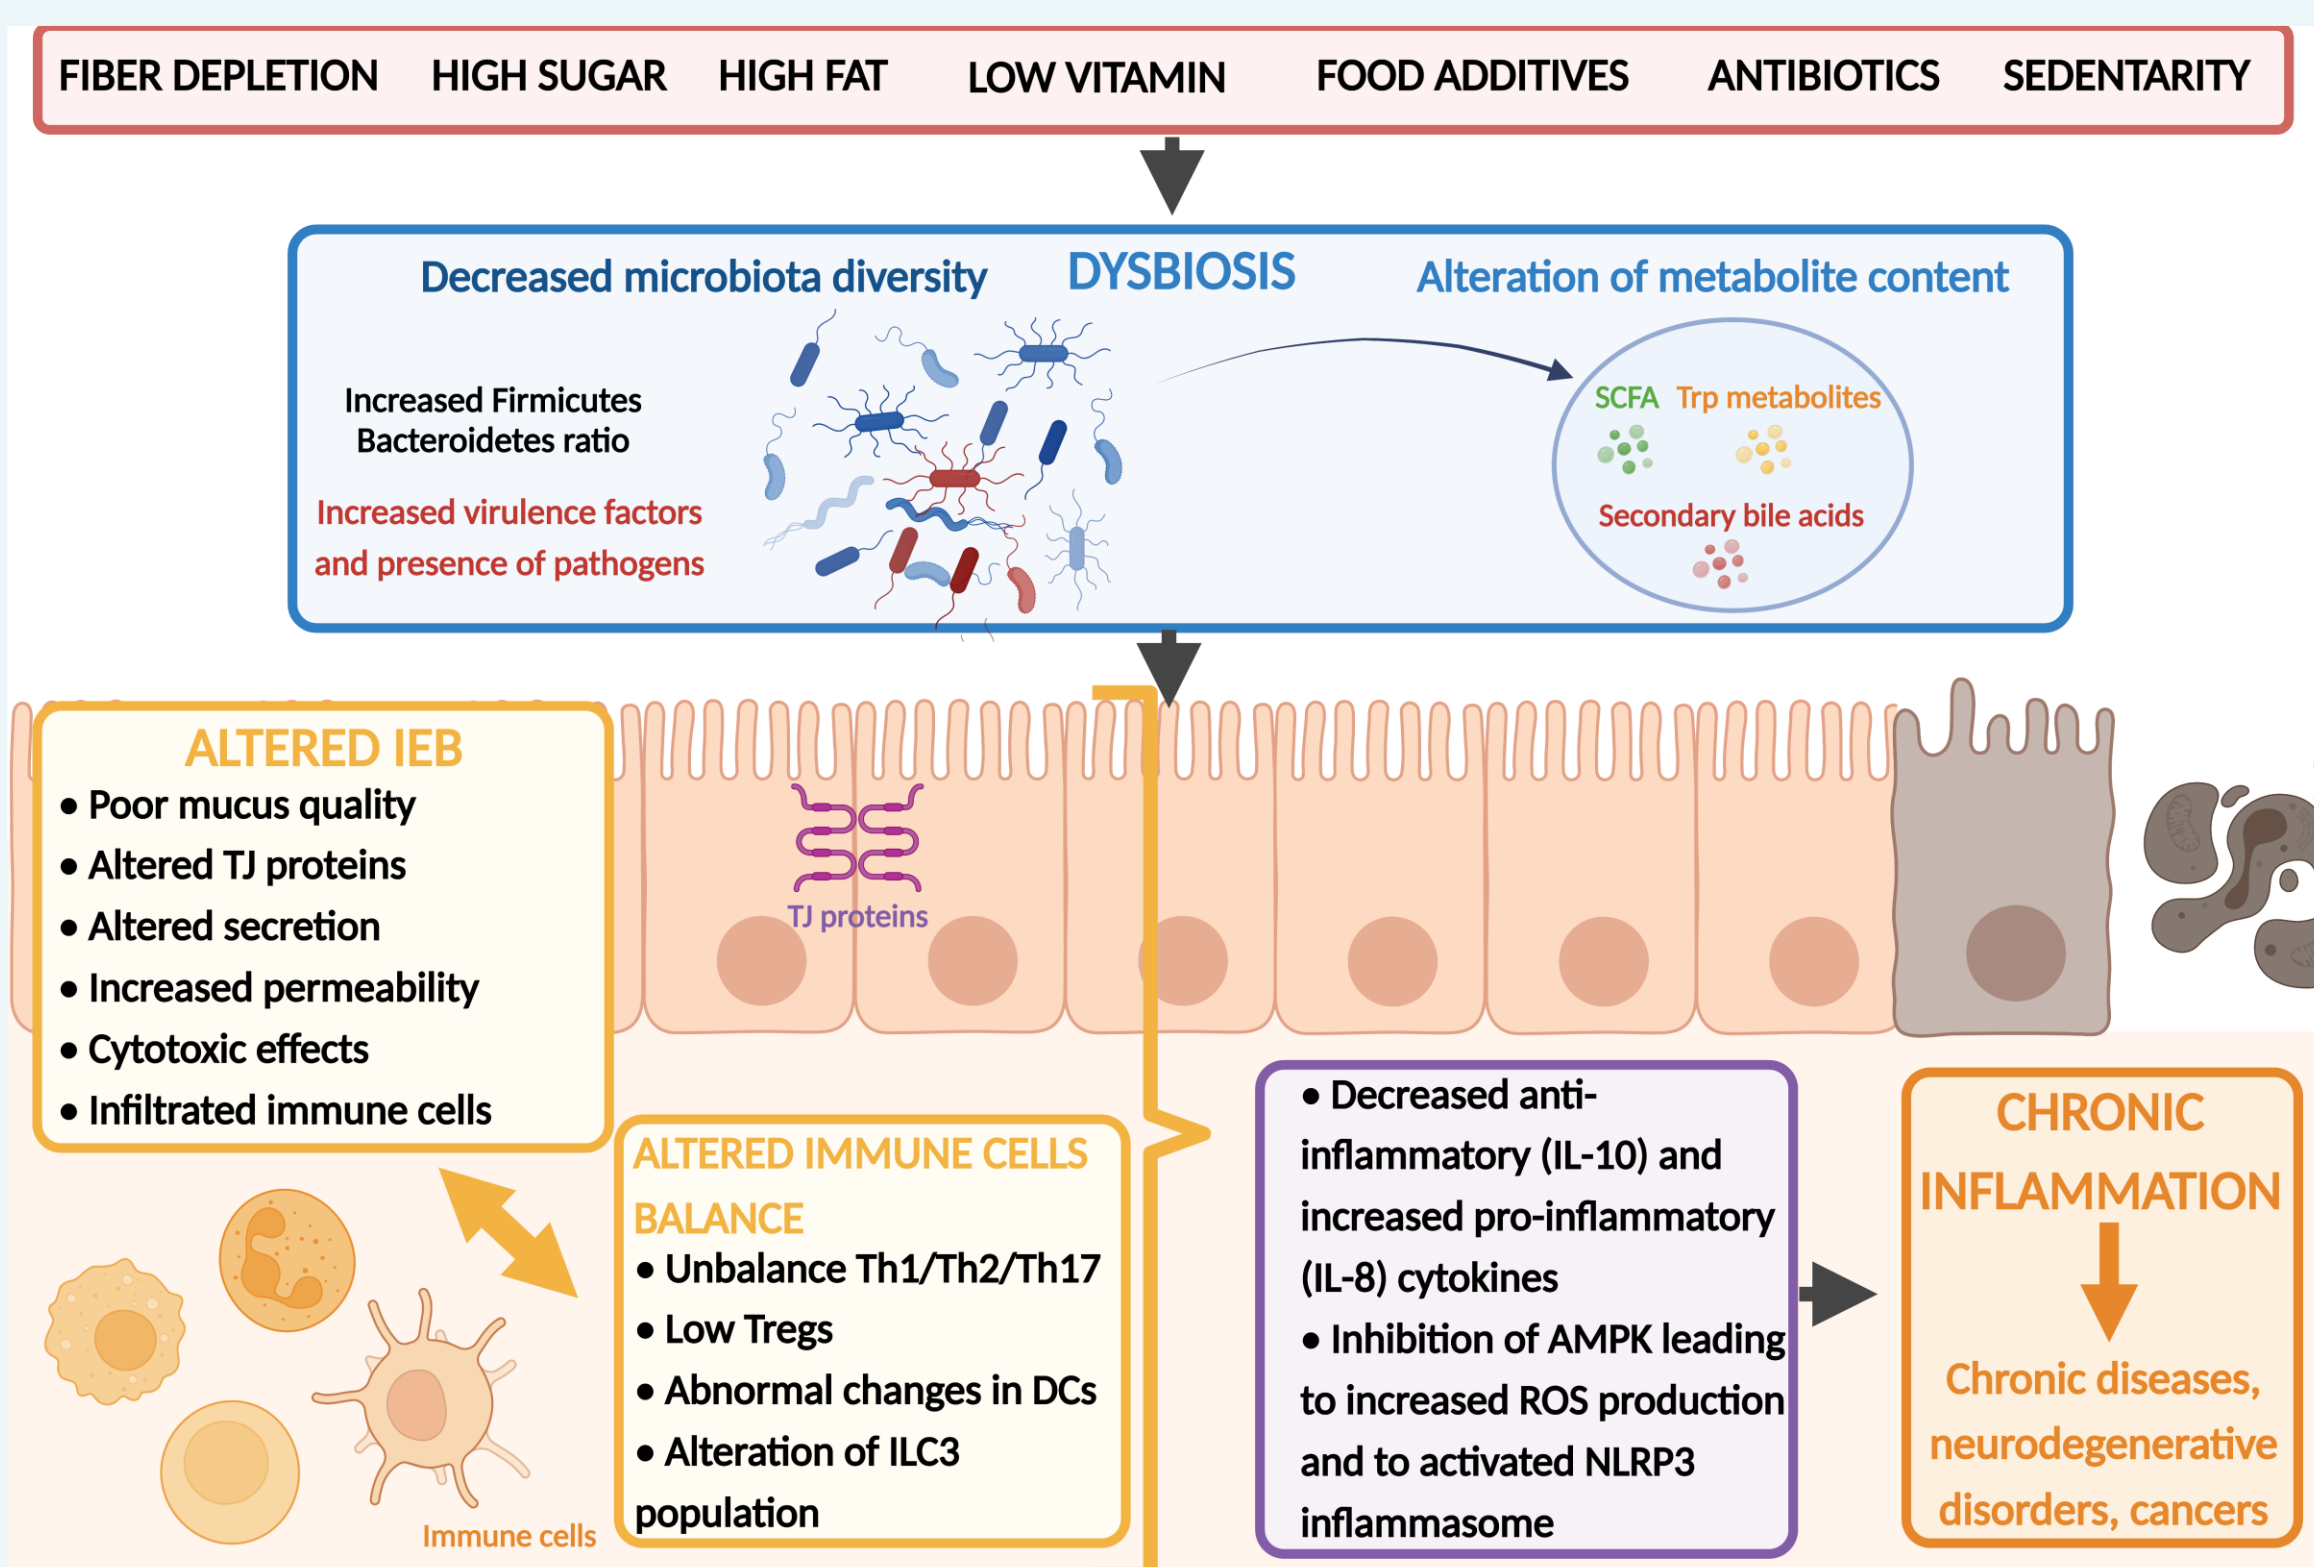 FIBER DEPLETION HIGH SUGAR HIGH FAT LOW VITAMIN FOOD ADDITIVES ANTIBIOTICS SEDENTARITY
DYSBIOSIS
Decreased microbiota diversity
Increased Firmicutes
Bacteroidetes ratio
Increased virulence factors
and presence of pathogens
Alteration of metabolite content
SCFA Trp metabolites
Secondary bile acids
ALTERED IEB
• Poor mucus quality
• Altered TJ proteins
• Altered secretion
• Increased permeability
• Cytotoxic effects
• Infiltrated immune cells
TJ proteins
Immune cells
ALTERED IMMUNE CELLS
BALANCE
• Unbalance Th1/Th2/Th17
• Low Tregs
• Abnormal changes in DCs
• Alteration of ILC3
population
• Decreased anti-
inflammatory (IL-10) and
increased pro-inflammatory
(IL-8) cytokines
• Inhibition of AMPK leading
to increased ROS production
and to activated NLRP3
inflammasome
CHRONIC
INFLAMMATION
Chronic diseases,
neurodegenerative
disorders, cancers